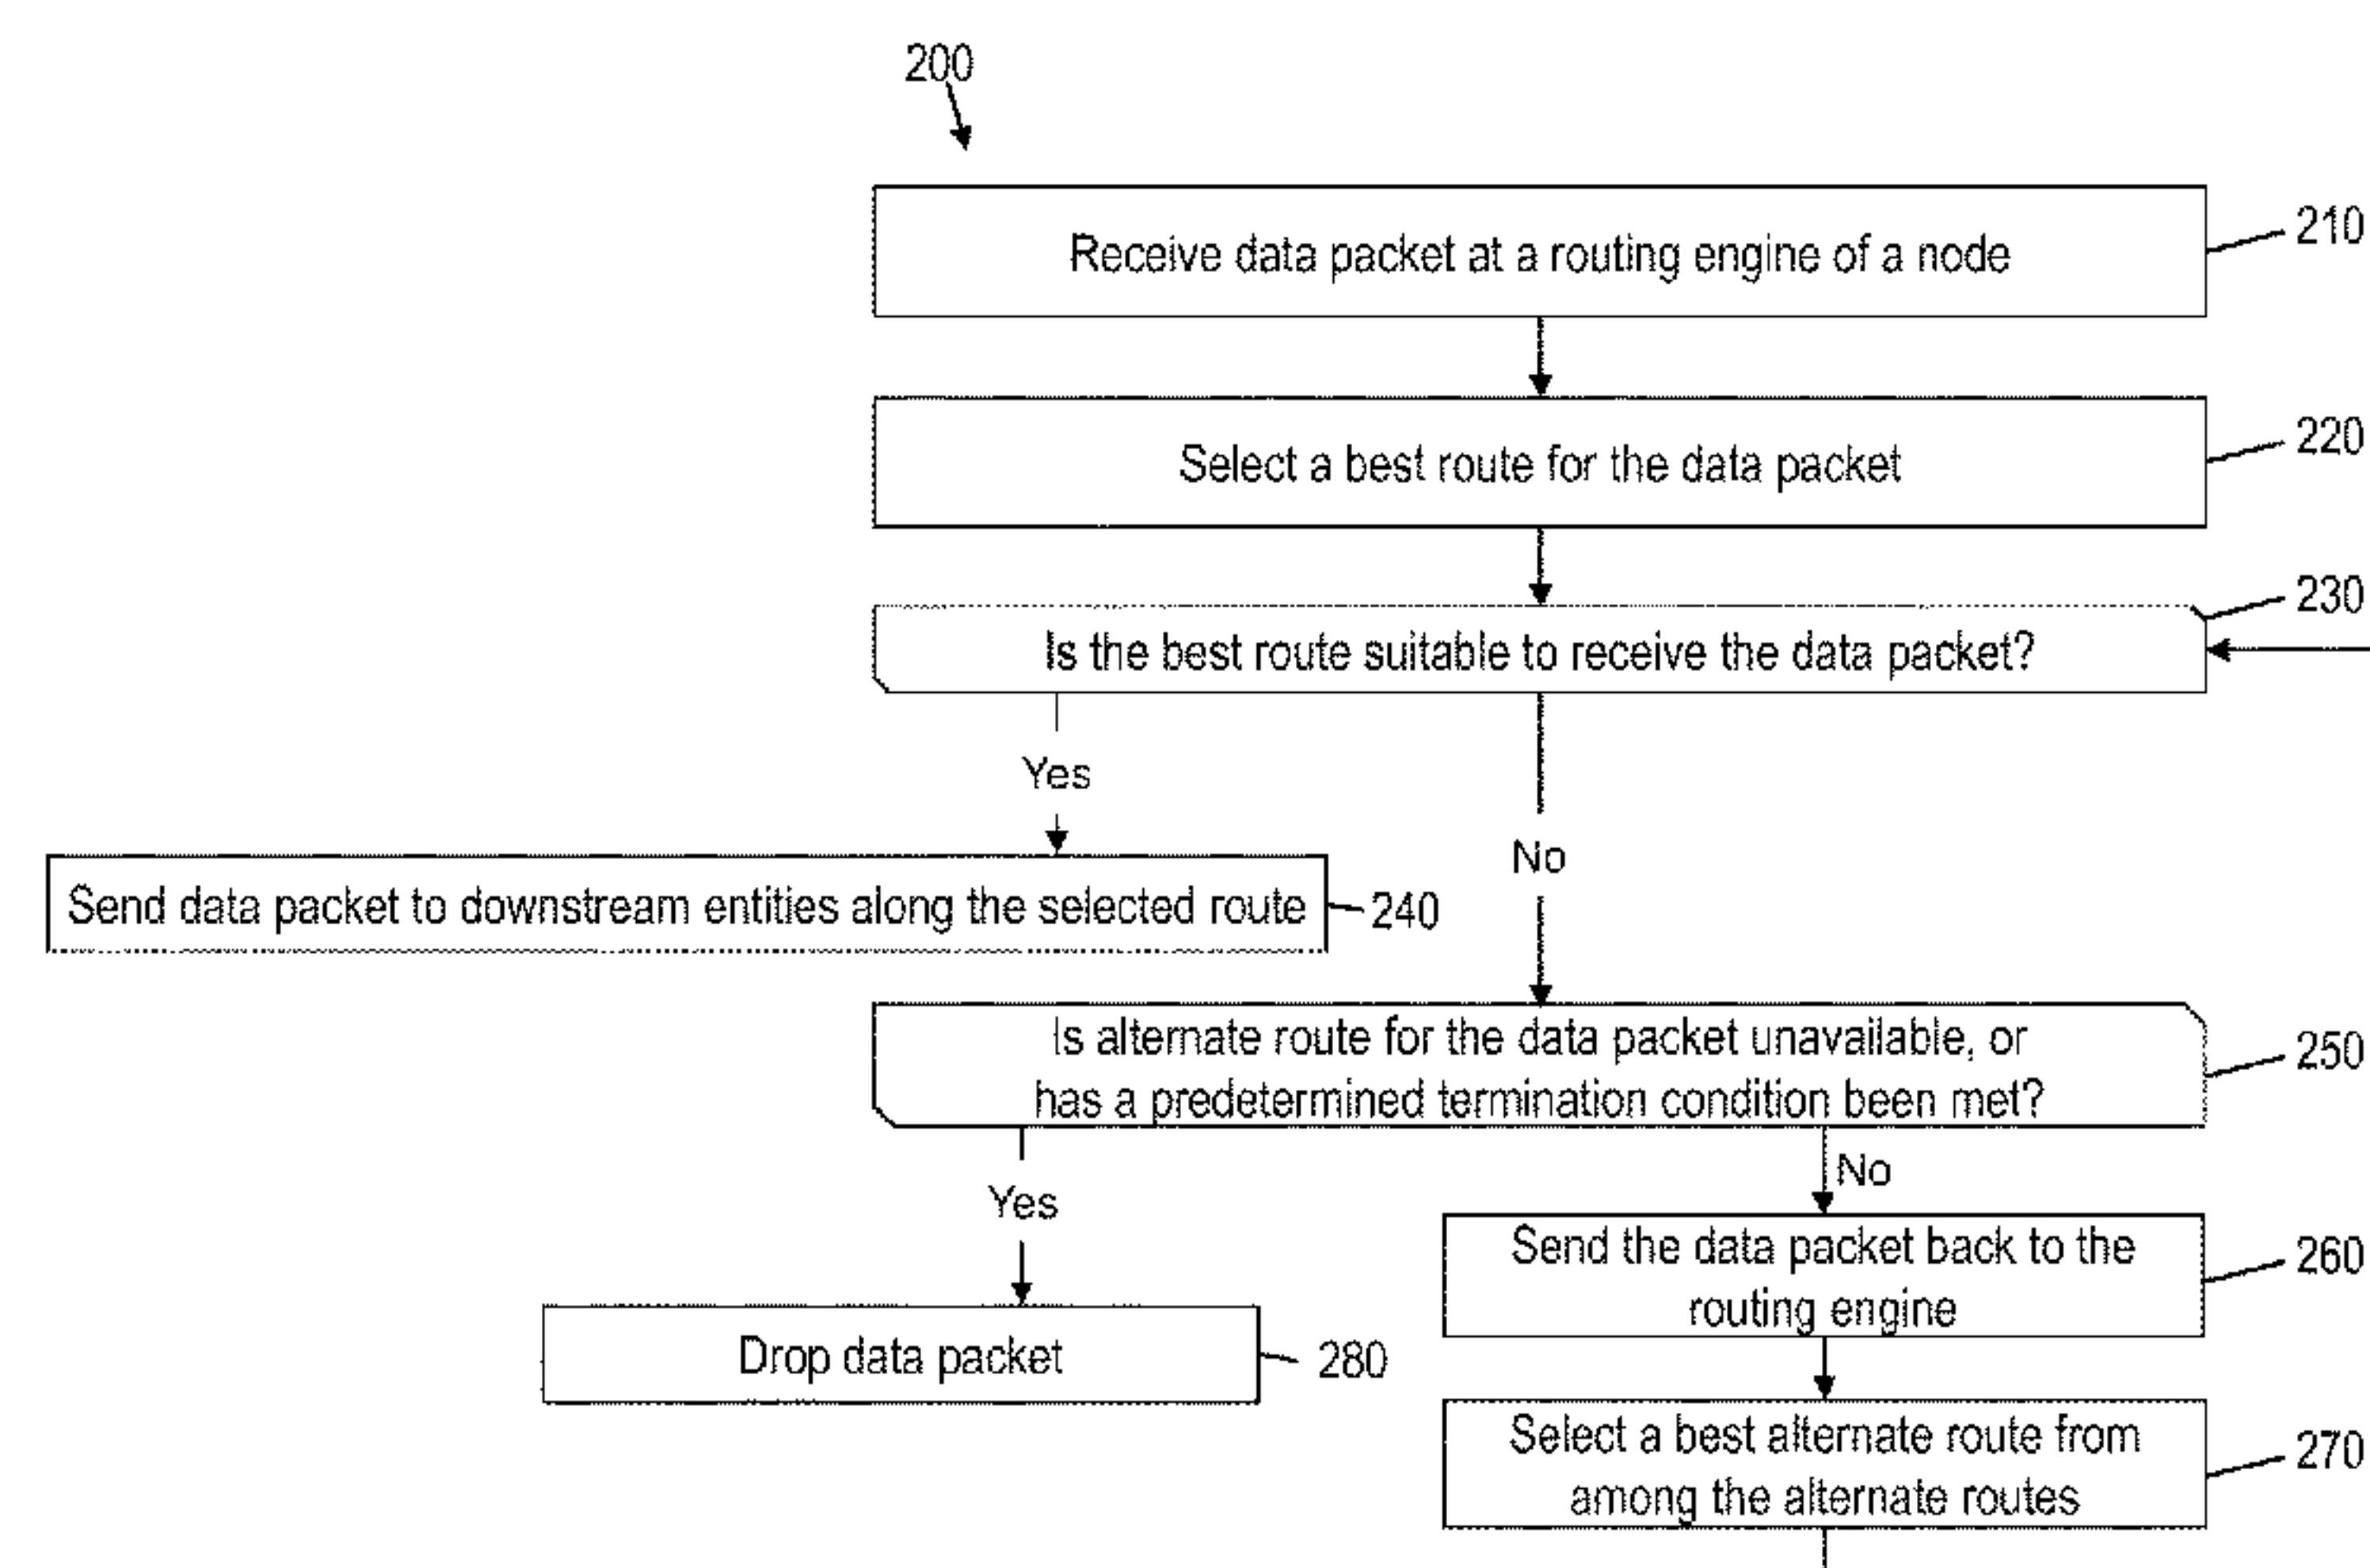 200
Receive data packet at a routing engine of a node
210
Select a best route for the data packet
220
Is the best route suitable to receive the data packet?
230
Yes
No
Send data packet to downstream entities along the selected route
240
Is alternate route for the data packet unavailable, or
has a predetermined termination condition been met?
250
Yes
No
Send the data packet back to the
routing engine
260
Drop data packet
280
Select a best alternate route from
among the alternate routes
270